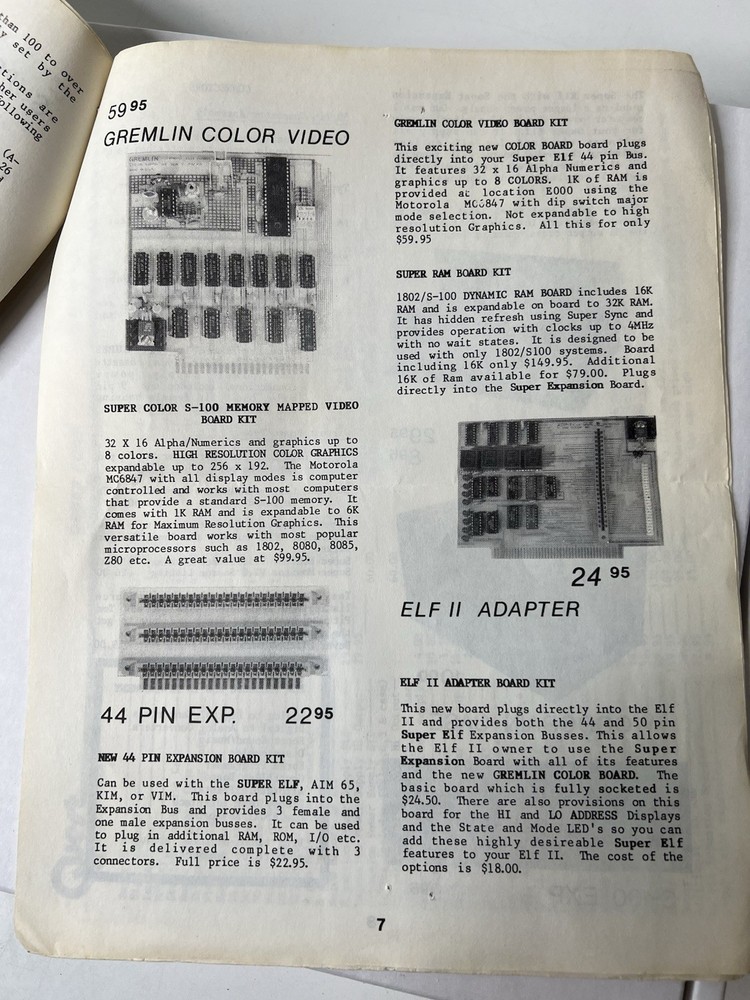 than 100 to over
y set by the
tions are
her users
following
(A-
26
59 95
GREMLIN COLOR VIDEO
GREMLIN
SUPER COLOR S-100 MEMORY MAPPED VIDEO
BOARD KIT
32 X 16 Alpha/Numerics and graphics up to
8 colors. HIGH RESOLUTION COLOR GRAPHICS
expandable up to 256 x 192. The Motorola
MC6847 with all display modes is computer
controlled and works with most computers
that provide a standard S-100 memory. It
comes with 1K RAM and is expandable to 6K
RAM for Maximum Resolution Graphics. This
versatile board works with most popular
microprocessors such as 1802, 8080, 8085,
Z80 etc. A great value at $99.95.
44 PIN EXP. 22 95
NEW 44 PIN EXPANSION BOARD KIT
Can be used with the SUPER ELF, AIM 65,
KIM, or VIM. This board plugs into the
Expansion Bus and provides 3 female and
one male expansion busses. It can be used
to plug in additional RAM, ROM, I/O etc.
It is delivered complete with 3
connectors. Full price is $22.95.
GREMLIN COLOR VIDEO BOARD KIT
This exciting new COLOR BOARD board plugs
directly into your Super Elf 44 pin Bus.
It features 32 x 16 Alpha Numerics and
graphics up to 8 COLORS. 1K of RAM is
provided at location E000 using the
Motorola MC6847 with dip switch major
mode selection. Not expandable to high
resolution Graphics. All this for only
$59.95
SUPER RAM BOARD KIT
1802/S-100 DYNAMIC RAM BOARD includes 16K
RAM and is expandable on board to 32K RAM.
It has hidden refresh using Super Sync and
provides operation with clocks up to 4MHz
with no wait states. It is designed to be
used with only 1802/S100 systems. Board
including 16K only $149.95. Additional
16K of Ram available for $79.00. Plugs
directly into the Super Expansion Board.
24 95
ELF II ADAPTER
ELF II ADAPTER BOARD KIT
This new board plugs directly into the Elf
II and provides both the 44 and 50 pin
Super Elf Expansion Busses. This allows
the Elf II owner to use the Super
Expansion Board with all of its features
and the new GREMLIN COLOR BOARD. The
basic board which is fully socketed is
$24.50. There are also provisions on this
board for the HI and LO ADDRESS Displays
and the State and Mode LED's so you can
add these highly desireable Super Elf
features to your Elf II. The cost of the
options is $18.00.
7